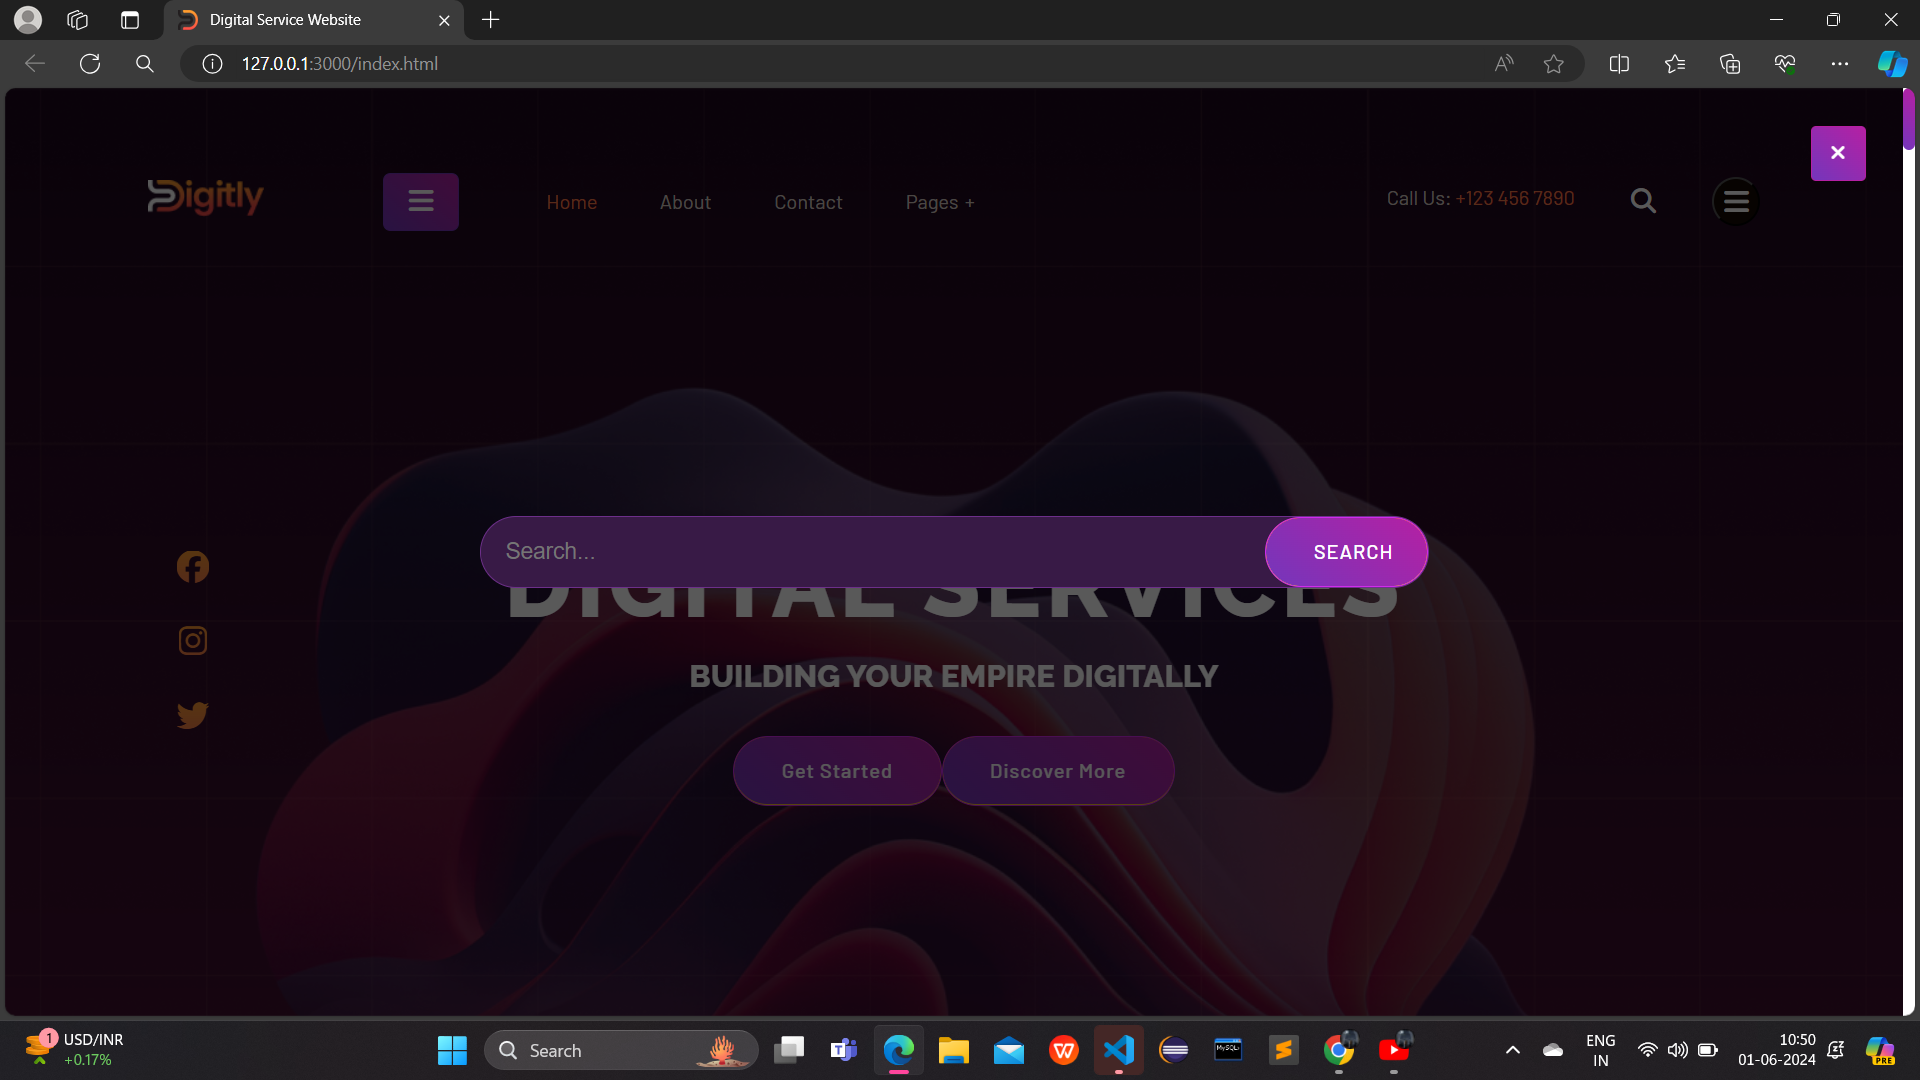 Digital Service Website
127.0.0.1:3000/index.html
Digitly
Home
About
Contact
Pages +
Call Us: +123 456 7890
Search...
SEARCH
DIGITAL SERVICES
BUILDING YOUR EMPIRE DIGITALLY
Get Started
Discover More
1
USD/INR
+0.17%
Search
MySQL
ENG
IN
10:50
01-06-2024
PRE